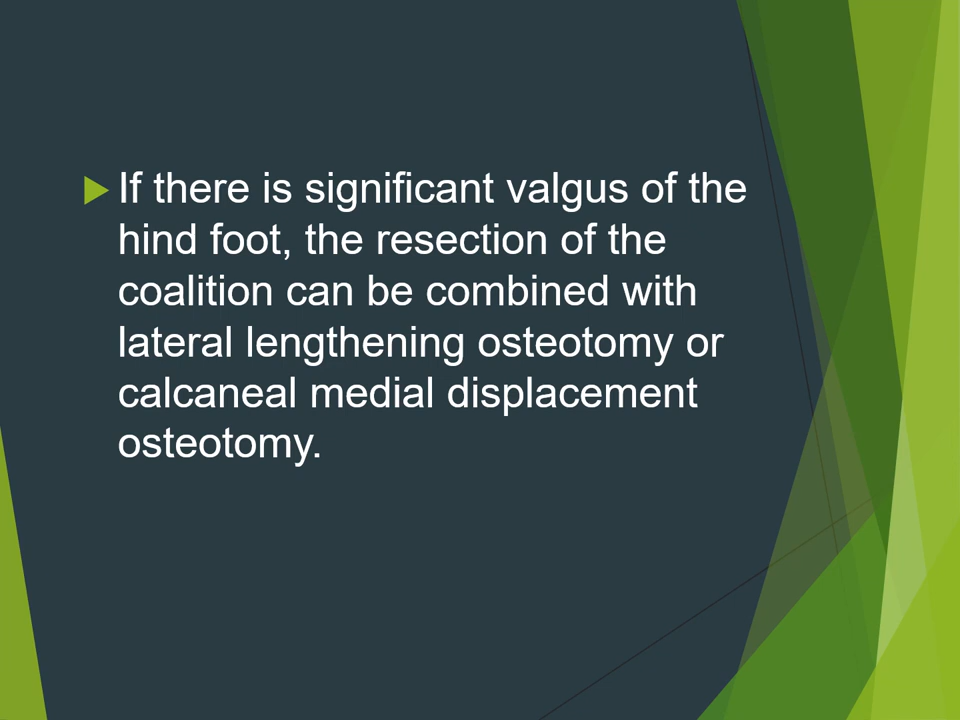 If there is significant valgus of the
hind foot, the resection of the
coalition can be combined with
lateral lengthening osteotomy or
calcaneal medial displacement
osteotomy.